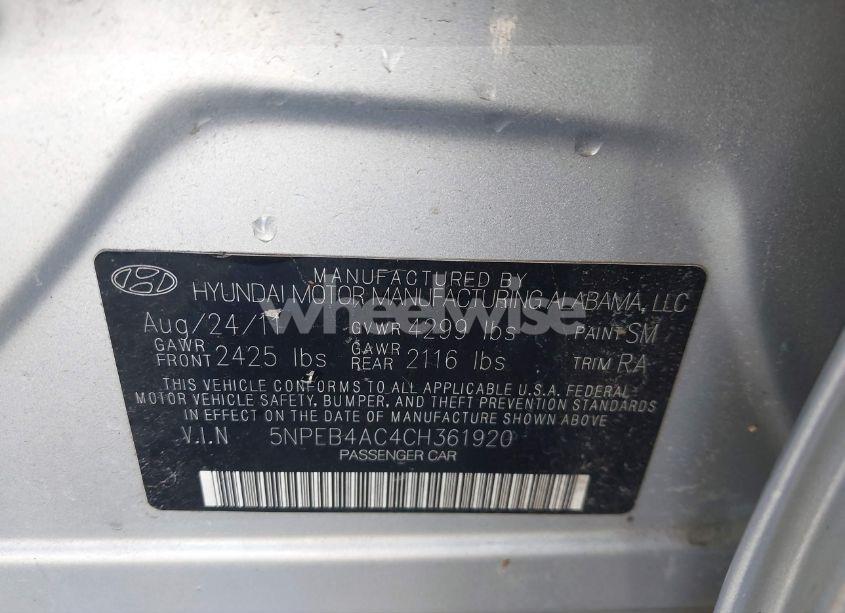 MANUFACTURED BY
HYUNDAI MOTOR MANUFACTURING ALABAMA, LLC
wheelwise
Aug/24/11 GVWR 4299 lbs PAINT SM
GAWR FRONT 2425 lbs GAWR REAR 2116 lbs TRIM RA
THIS VEHICLE CONFORMS TO ALL APPLICABLE U.S.A. FEDERAL
MOTOR VEHICLE SAFETY, BUMPER, AND THEFT PREVENTION STANDARDS
IN EFFECT ON THE DATE OF MANUFACTURE SHOWN ABOVE
V.I.N 5NPEB4AC4CH361920
PASSENGER CAR